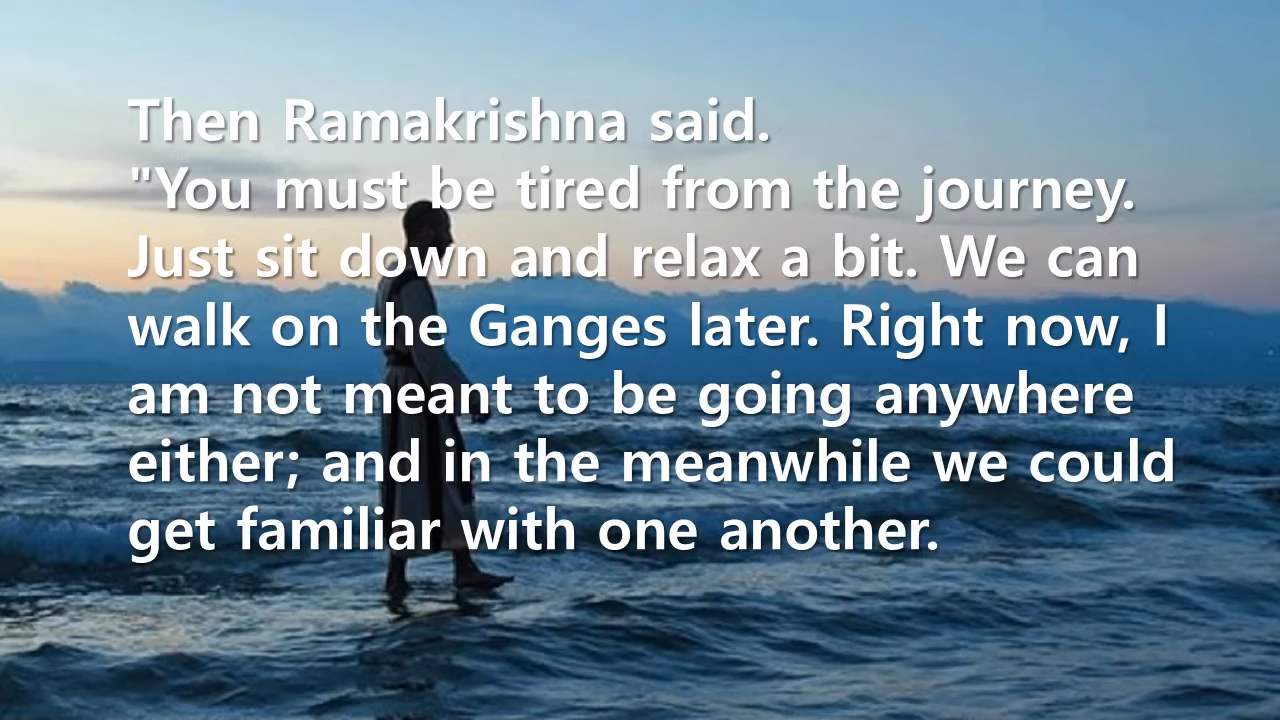 Then Ramakrishna said.
"You must be tired from the journey.
Just sit down and relax a bit. We can
walk on the Ganges later. Right now, I
am not meant to be going anywhere
either; and in the meanwhile we could
get familiar with one another.